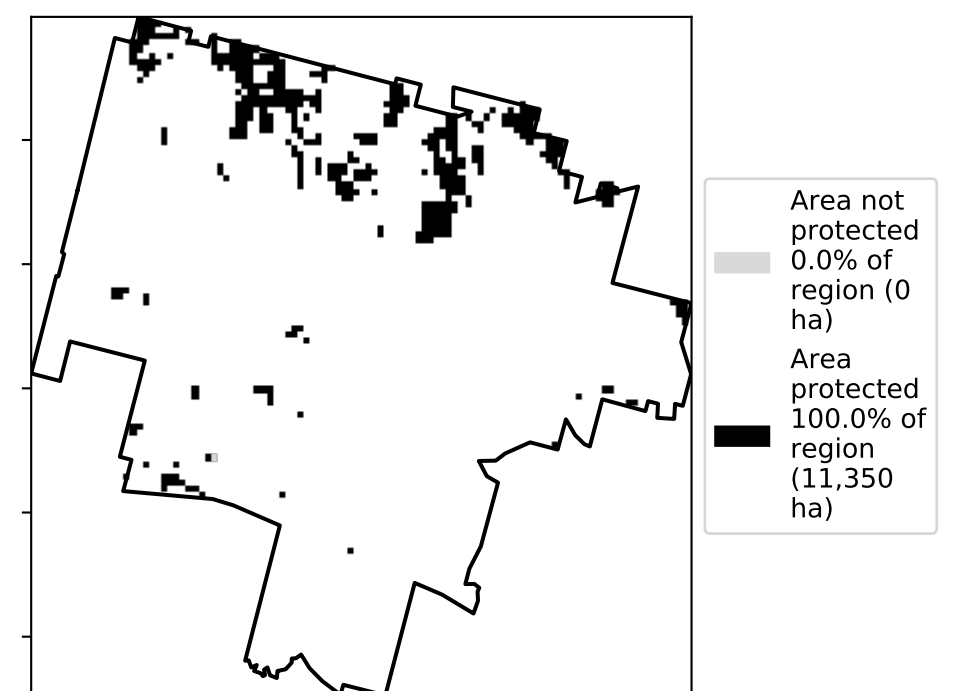 Area not
protected
0.0% of
region (0
ha)
Area
protected
100.0% of
region
(11,350
ha)